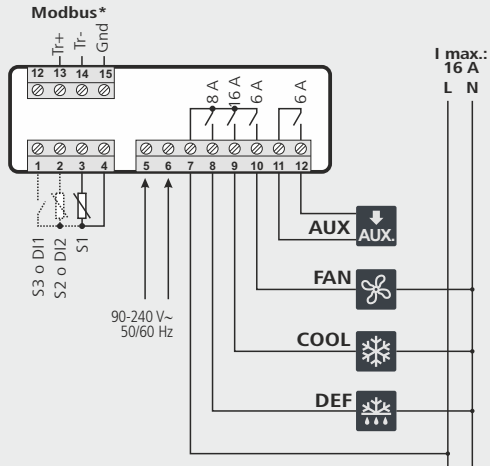 Modbus*
Tr+
Tr-
Gnd
12 13 14 15
8 A
16 A
6 A
6 A
I max.:
16 A
L N
1 2 3 4
5 6 7 8 9 10 11 12
S3 o DI1
S2 o DI2
S1
90-240 V~
50/60 Hz
AUX
AUX.
FAN
COOL
DEF